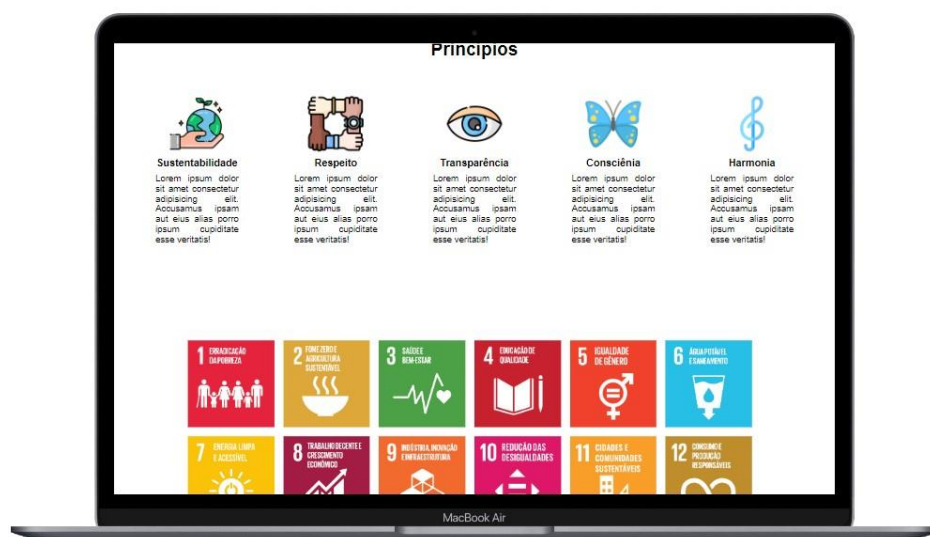 Princípios
Sustentabilidade
Lorem ipsum dolor
sit amet consectetur
adipisicing elit.
Accusamus ipsam
aut eius alias porro
ipsum cupiditate
esse veritatis!
Respeito
Lorem ipsum dolor
sit amet consectetur
adipisicing elit.
Accusamus ipsam
aut eius alias porro
ipsum cupiditate
esse veritatis!
Transparência
Lorem ipsum dolor
sit amet consectetur
adipisicing elit.
Accusamus ipsam
aut eius alias porro
ipsum cupiditate
esse veritatis!
Consciênia
Lorem ipsum dolor
sit amet consectetur
adipisicing elit.
Accusamus ipsam
aut eius alias porro
ipsum cupiditate
esse veritatis!
Harmonia
Lorem ipsum dolor
sit amet consectetur
adipisicing elit.
Accusamus ipsam
aut eius alias porro
ipsum cupiditate
esse veritatis!
1 ERRADICAÇÃO
DA POBREZA
2 FOME ZERO E
AGRICULTURA
SUSTENTÁVEL
3 SAÚDE E
BEM-ESTAR
4 EDUCAÇÃO DE
QUALIDADE
5 IGUALDADE
DE GÊNERO
6 ÁGUA POTÁVEL
E SANEAMENTO
7 ENERGIA LIMPA
E ACESSÍVEL
8 TRABALHO DECENTE E
CRESCIMENTO
ECONÔMICO
9 INDÚSTRIA, INOVAÇÃO
E INFRAESTRUTURA
10 REDUÇÃO DAS
DESIGUALDADES
11 CIDADES E
COMUNIDADES
SUSTENTÁVEIS
12 CONSUMO E
PRODUÇÃO
RESPONSÁVEIS
MacBook Air